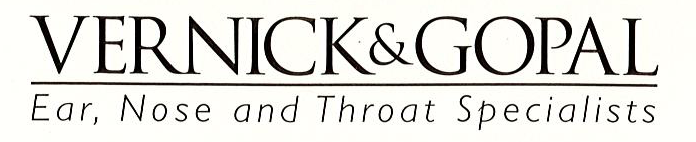 VERNICK&GOPAL
Ear, Nose and Throat Specialists